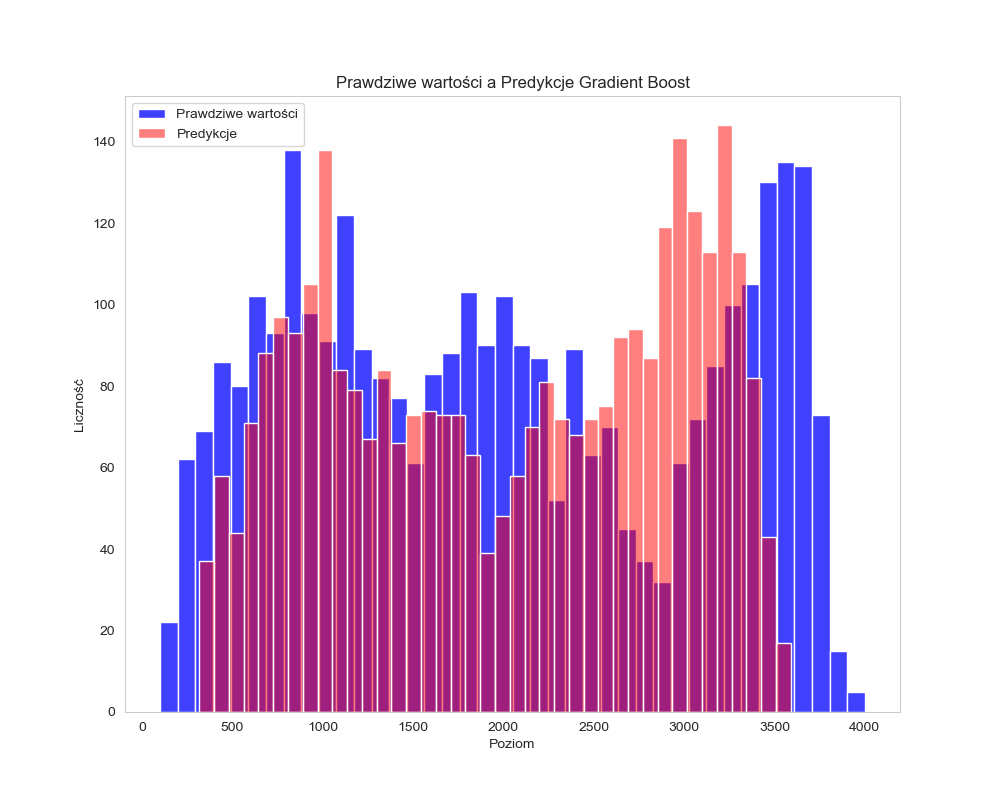 Prawdziwe wartości a Predykcje Gradient Boost
Prawdziwe wartości
Predykcje
140
120
100
80
60
40
20
0
Liczność
0 500 1000 1500 2000 2500 3000 3500 4000
Poziom